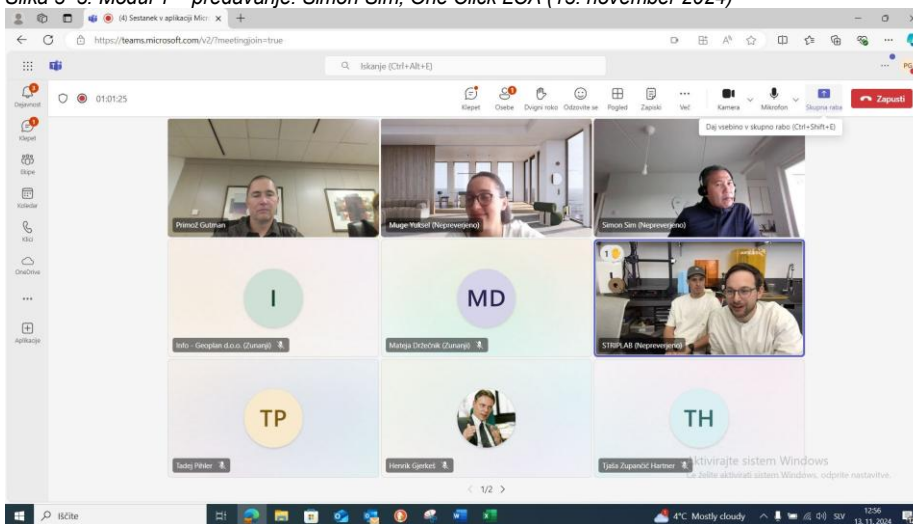 Slika 3- 3: Modul 1 – predavanje: Simon Sim, One Click LCA (13. november 2024)
(4) Sestanek v aplikaciji Micr
https://teams.microsoft.com/v2/?meetingjoin=true
Iskanje (Ctrl+Alt+E)
PG
Dejavnost
Klepet
Ekipe
Koledar
Klici
OneDrive
Aplikacije
01:01:25
Klepet Osebe Dvigni roko Odzovite se Pogled Zapiski Več Kamera Mikrofon Skupna raba Zapusti
Daj vsebino v skupno rabo (Ctrl+Shift+E)
Primož Gutman
Muge Yuksel (Nepreverjeno)
Simon Sim (Nepreverjeno)
I
Info - Geoplan d.o.o. (Zunanji)
MD
Mateja Držečnik (Zunanji)
1
STRIPLAB (Nepreverjeno)
TP
Tadej Pihler
Henrik Gjerkeš
TH
Tjaša Zupančič Hartner
Aktivirajte sistem Windows
Če želite aktivirati sistem Windows, odprite nastavitve.
1/2
Iščite
4°C Mostly cloudy
SLV
12:56
13. 11. 2024